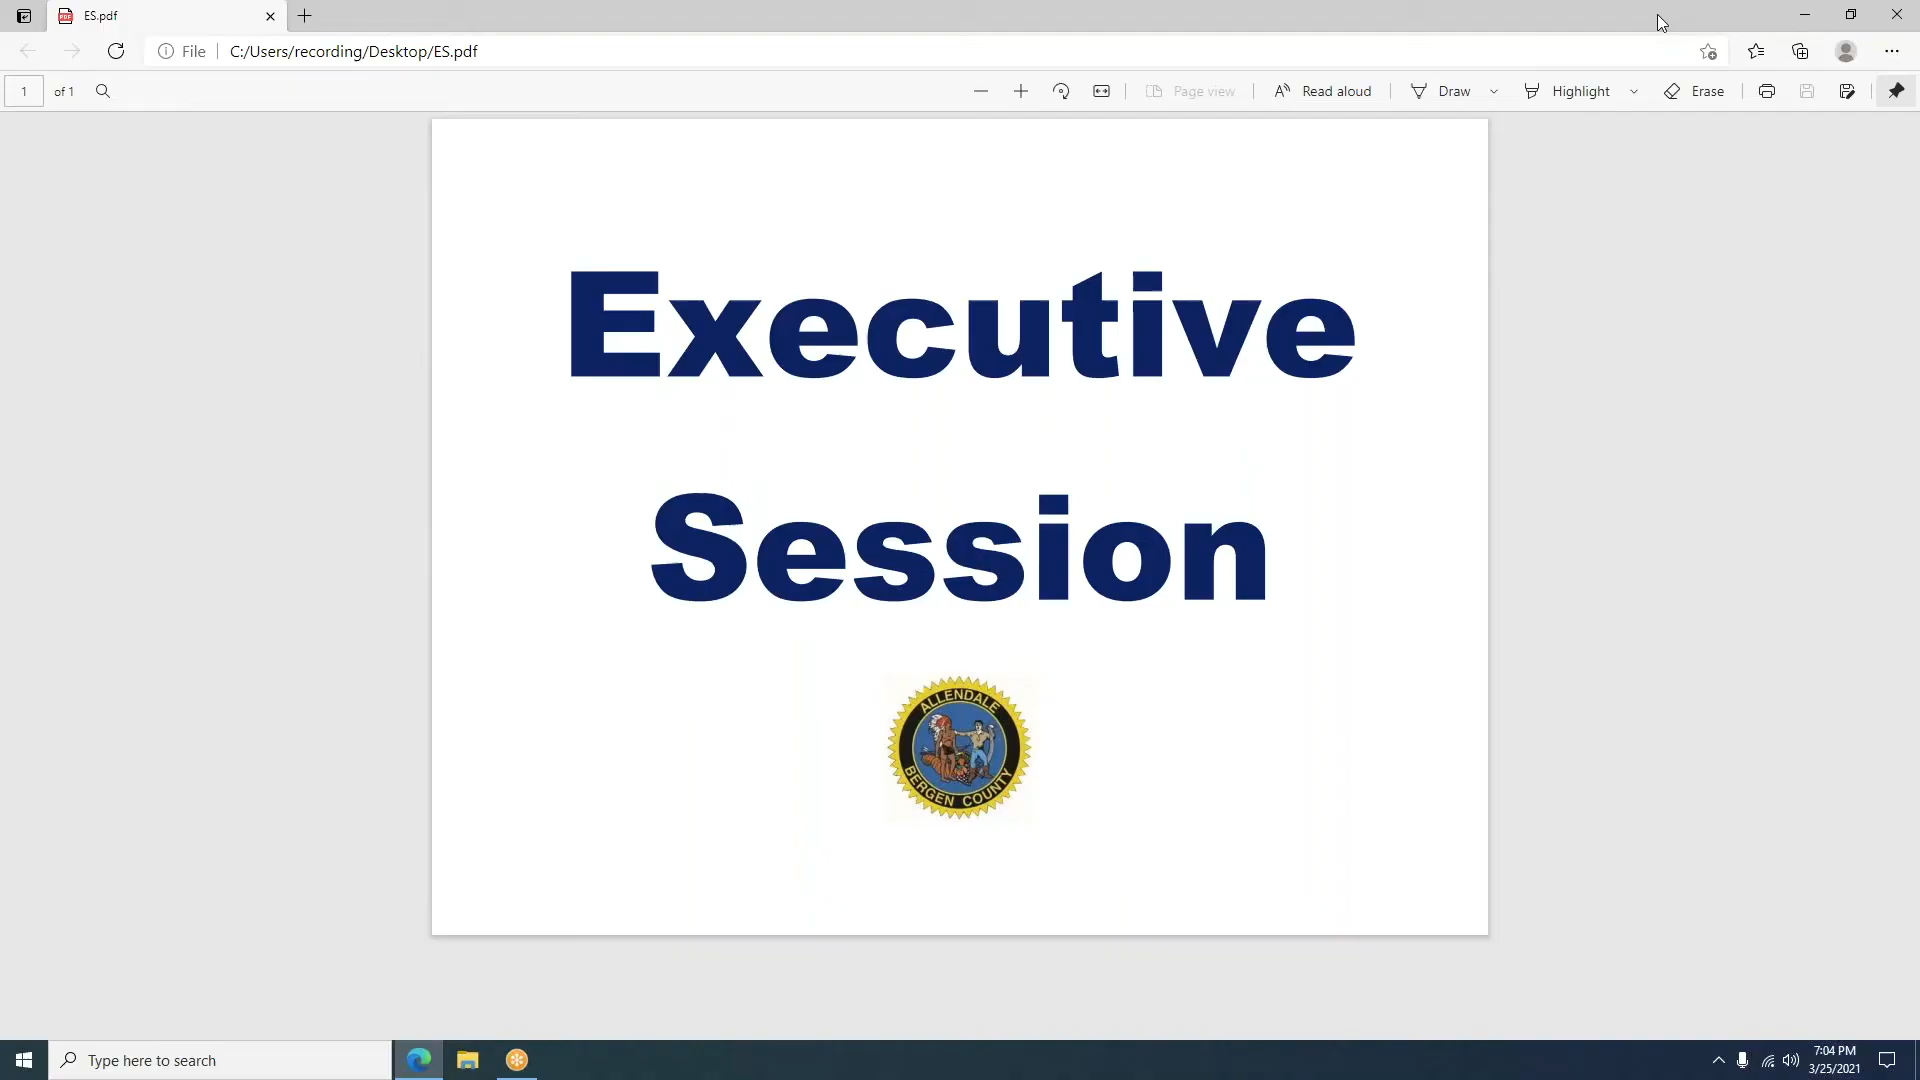 ES.pdf
File
C:/Users/recording/Desktop/ES.pdf
1
of 1
Page view
Read aloud
Draw
Highlight
Erase
Executive
Session
ALLENDALE
BERGEN COUNTY
Type here to search
7:04 PM
3/25/2021